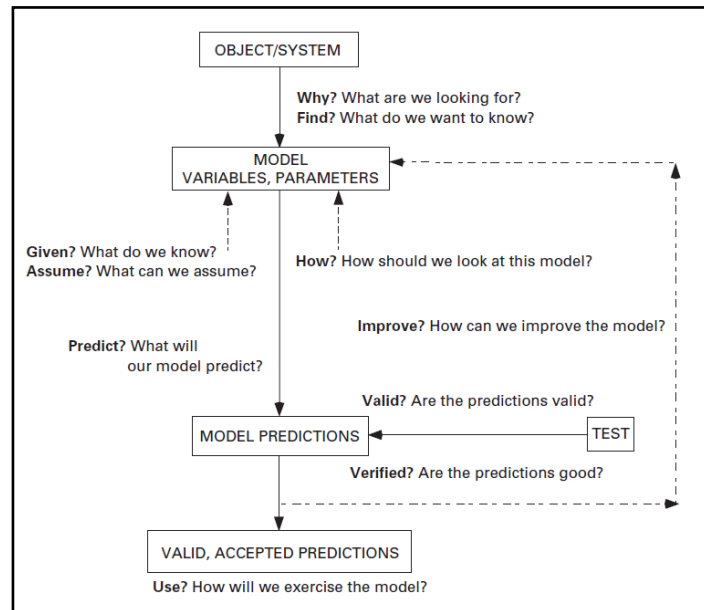 OBJECT/SYSTEM
Why? What are we looking for?
Find? What do we want to know?
MODEL
VARIABLES, PARAMETERS
Given? What do we know?
Assume? What can we assume?
How? How should we look at this model?
Improve? How can we improve the model?
Predict? What will
our model predict?
Valid? Are the predictions valid?
MODEL PREDICTIONS
TEST
Verified? Are the predictions good?
VALID, ACCEPTED PREDICTIONS
Use? How will we exercise the model?